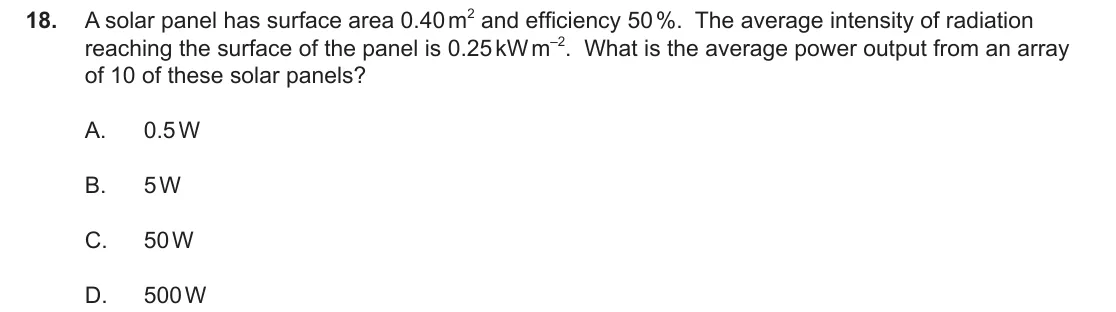 18. A solar panel has surface area 0.40 m² and efficiency 50 %. The average intensity of radiation
reaching the surface of the panel is 0.25 kW m⁻². What is the average power output from an array
of 10 of these solar panels?
A. 0.5 W
B. 5 W
C. 50 W
D. 500 W